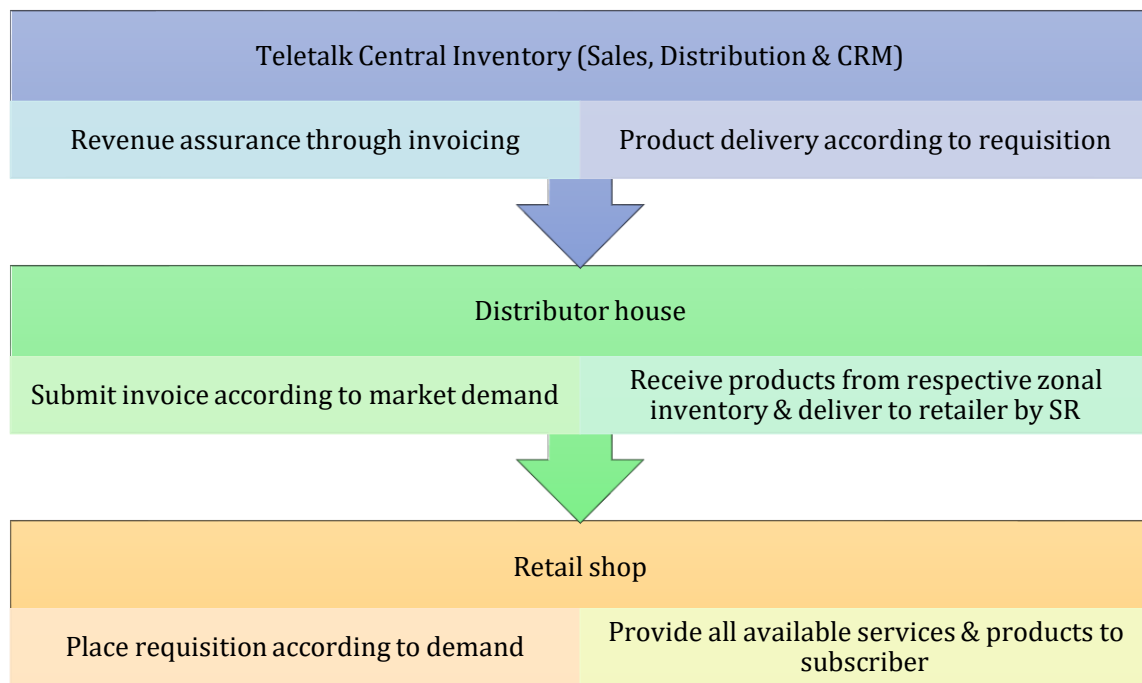 Teletalk Central Inventory (Sales, Distribution & CRM)
Revenue assurance through invoicing
Product delivery according to requisition
Distributor house
Submit invoice according to market demand
Receive products from respective zonal
inventory & deliver to retailer by SR
Retail shop
Place requisition according to demand
Provide all available services & products to
subscriber